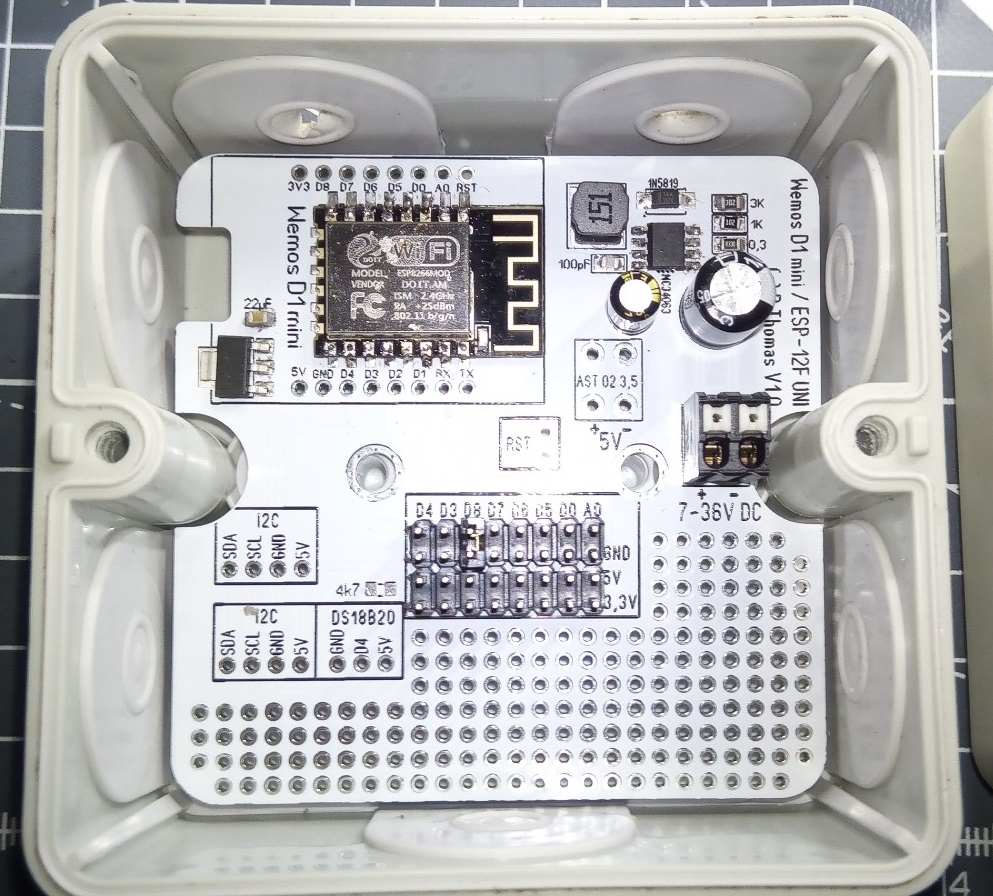 3V3 D8 D7 D6 D5 D0 A0 RST
Wemos D1 mini
WiFi
MODEL ESP8266MOD
VENDOR DOIT.AM
ISM 2.4GHz
PA +25dBm
802.11 b/g/n
FC
DOIT
22uF
5V GND D4 D3 D2 D1 RX TX
151
1N5819
3K
1K
0,3
100pF
Wemos D1 mini / ESP-12F UNI
Thomas V1.0
AST 02 3,5
+ 5V -
RST
+ -
7-36V DC
D4 D3 D8 D7 D6 D5 D0 A0
GND
5V
3,3V
I2C
SDA SCL GND 5V
4k7
I2C
SDA SCL GND 5V
DS18B20
GND D4 5V
4